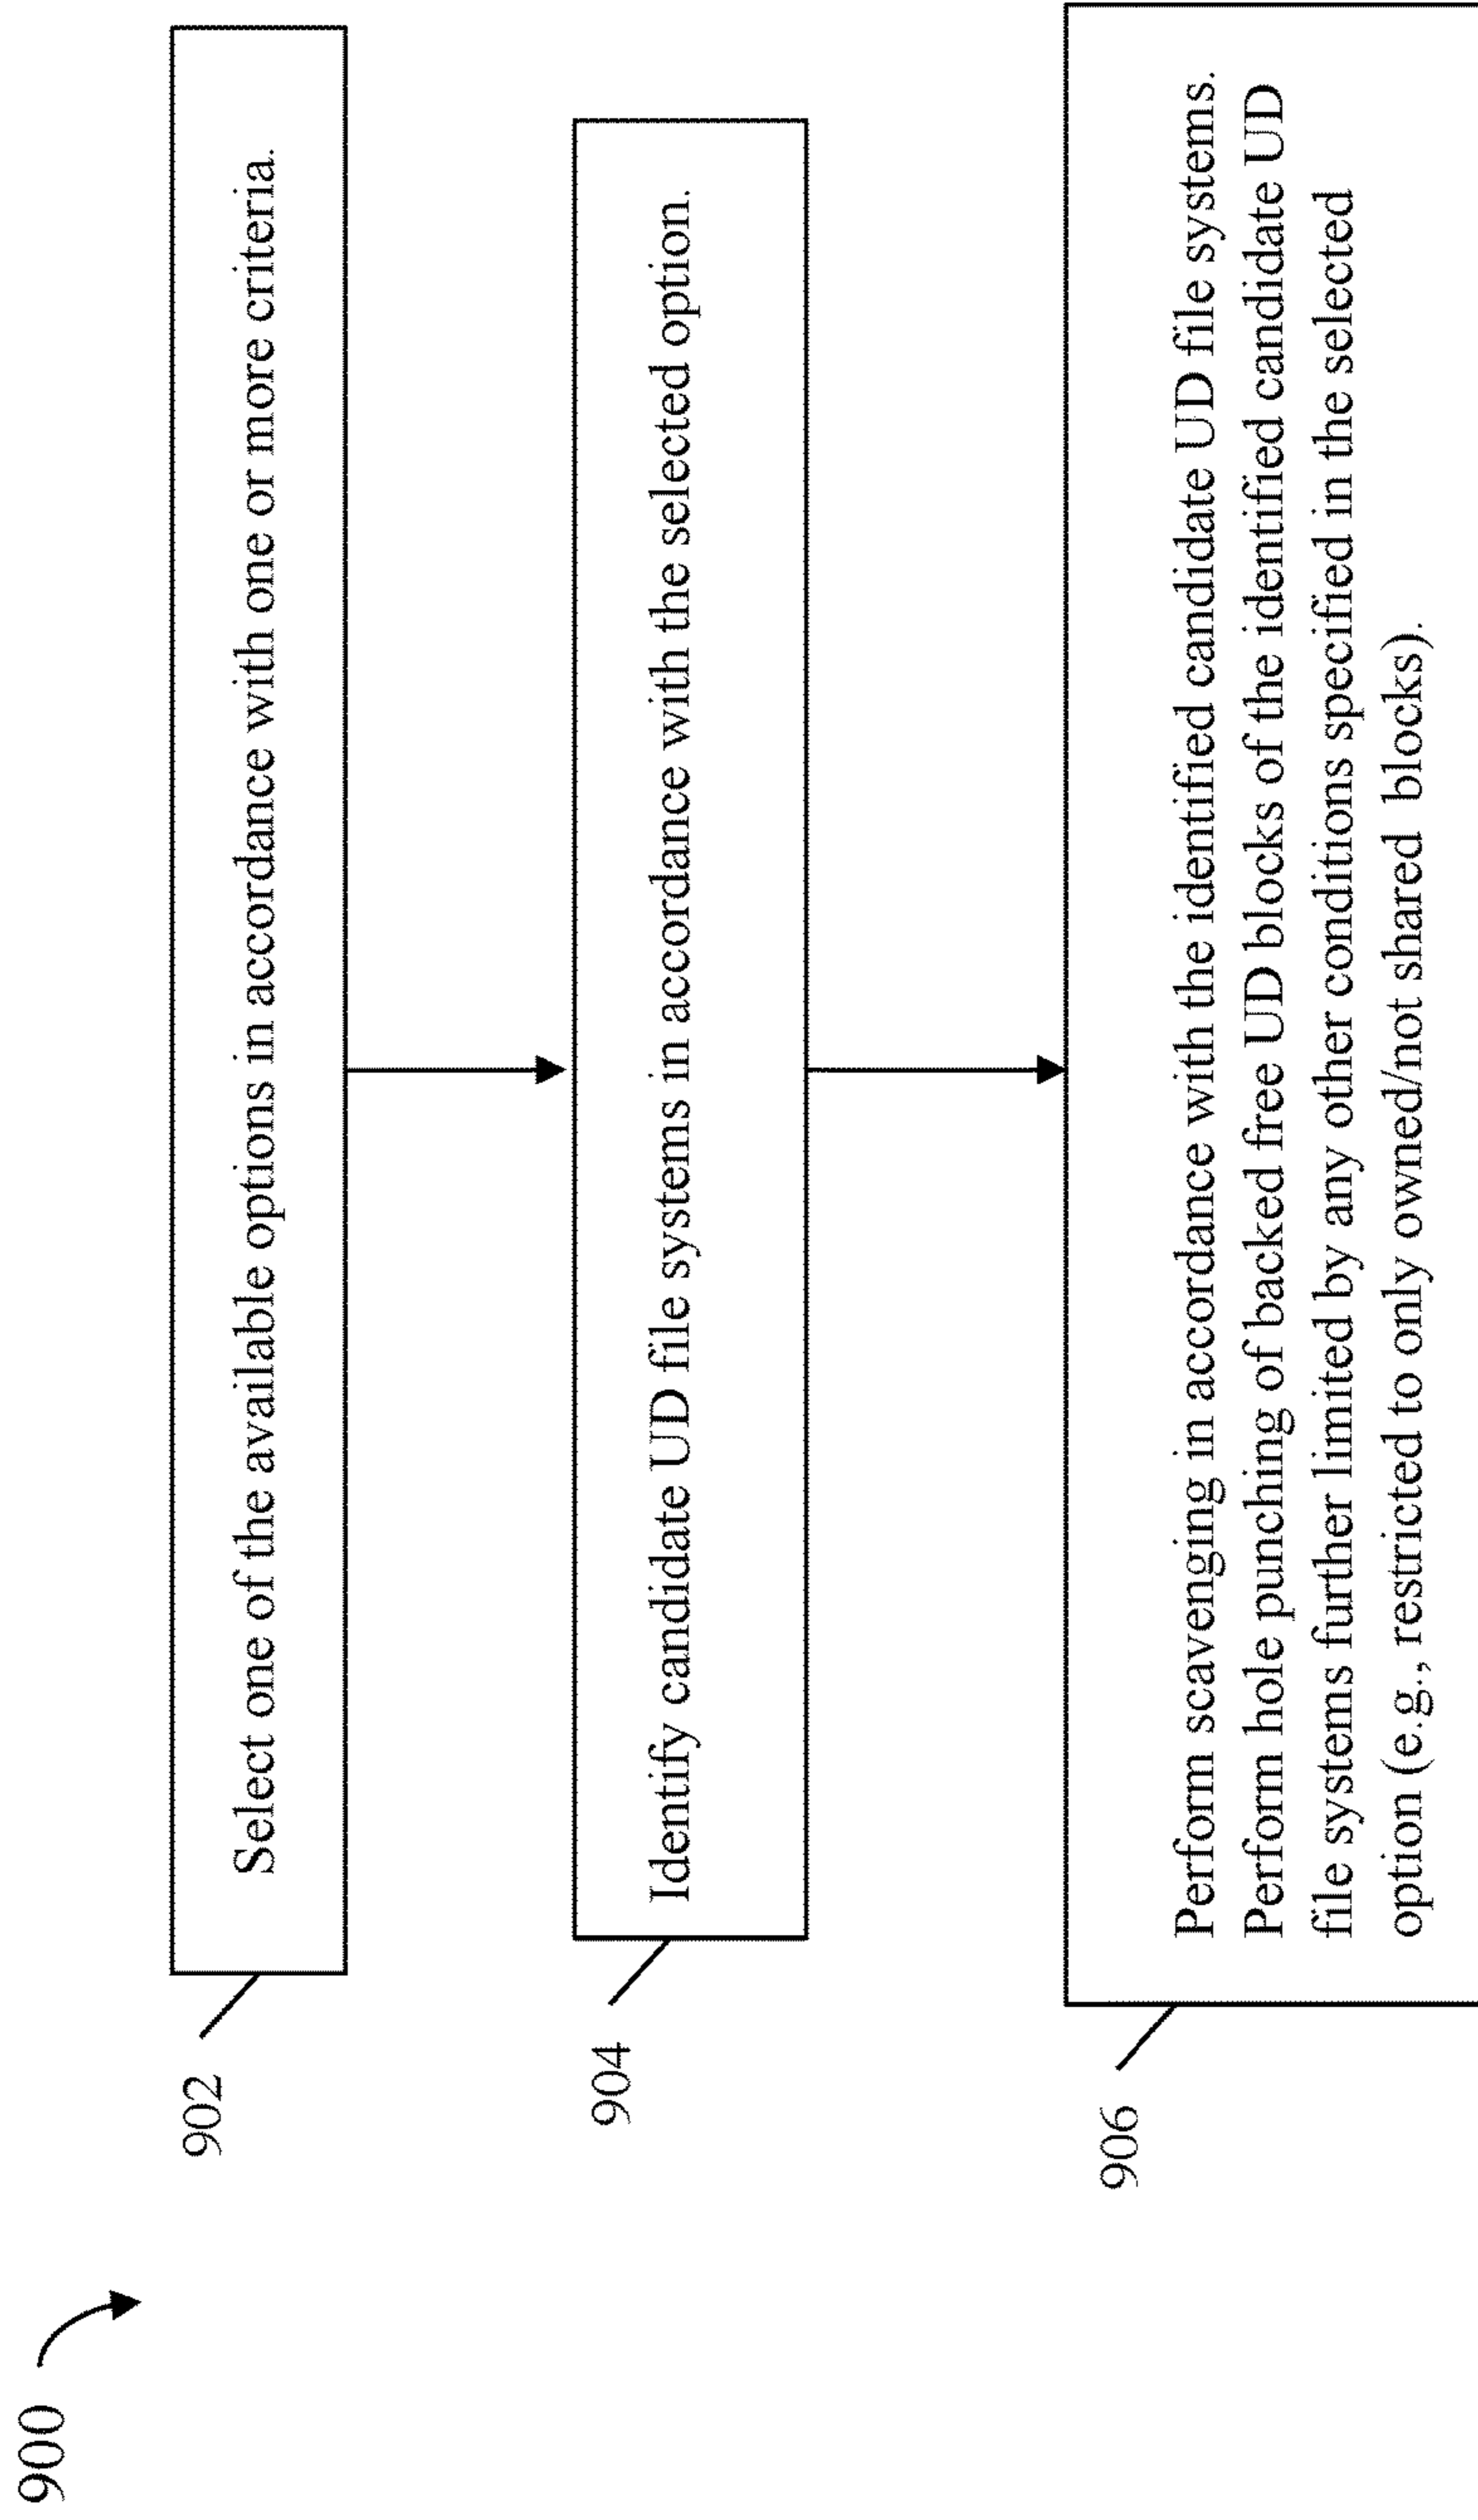 900
902
Select one of the available options in accordance with one or more criteria.
904
Identify candidate UD file systems in accordance with the selected option.
906
Perform scavenging in accordance with the identified candidate UD file systems.
Perform hole punching of backed free UD blocks of the identified candidate UD
file systems further limited by any other conditions specified in the selected
option (e.g., restricted to only owned/not shared blocks).